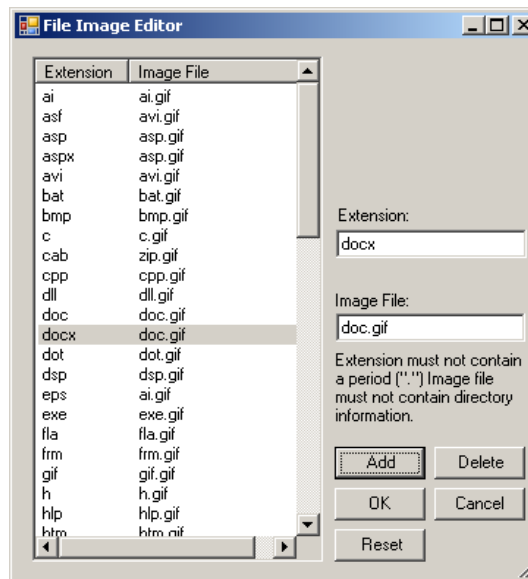 File Image Editor
Extension Image File
ai ai.gif
asf avi.gif
asp asp.gif
aspx asp.gif
avi avi.gif
bat bat.gif
bmp bmp.gif
c c.gif
cab zip.gif
cpp cpp.gif
dll dll.gif
doc doc.gif
docx doc.gif
dot dot.gif
dsp dsp.gif
eps ai.gif
exe exe.gif
fla fla.gif
frm frm.gif
gif gif.gif
h h.gif
hlp hlp.gif
htm htm.gif
Extension:
docx
Image File:
doc.gif
Extension must not contain
a period (".") Image file
must not contain directory
information.
Add Delete
OK Cancel
Reset